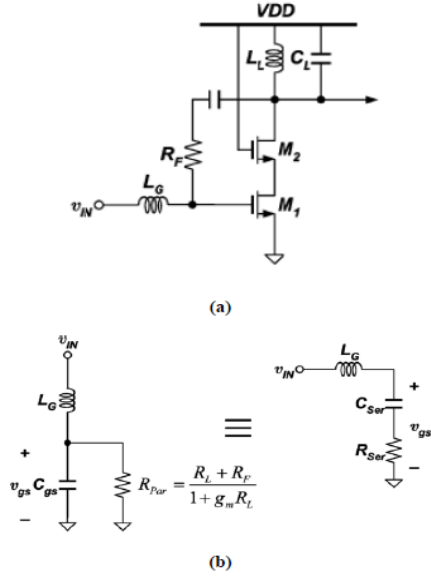 VDD
L_L C_L
R_F
M_2
L_G
v_IN
M_1
(a)
v_IN
L_G
+
v_gs C_gs
−
R_Par = (R_L + R_F) / (1 + g_m R_L)
≡
L_G
v_IN
+
C_Ser
v_gs
R_Ser
−
(b)